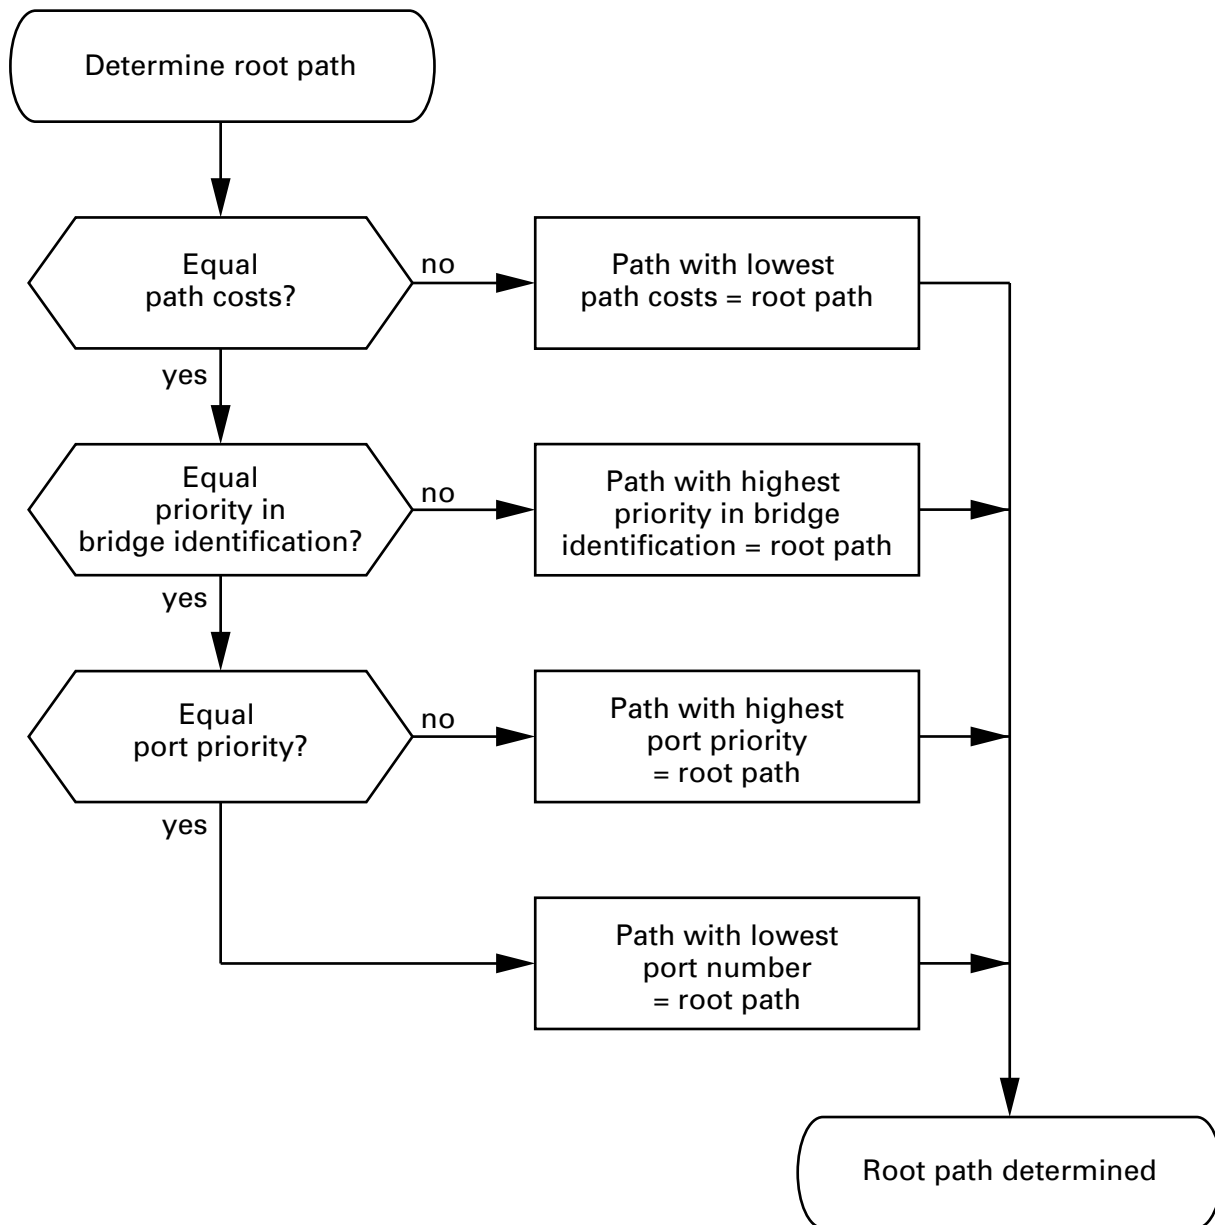 Determine root path
Equal
path costs?
no
Path with lowest
path costs = root path
yes
Equal
priority in
bridge identification?
no
Path with highest
priority in bridge
identification = root path
yes
Equal
port priority?
no
Path with highest
port priority
= root path
yes
Path with lowest
port number
= root path
Root path determined